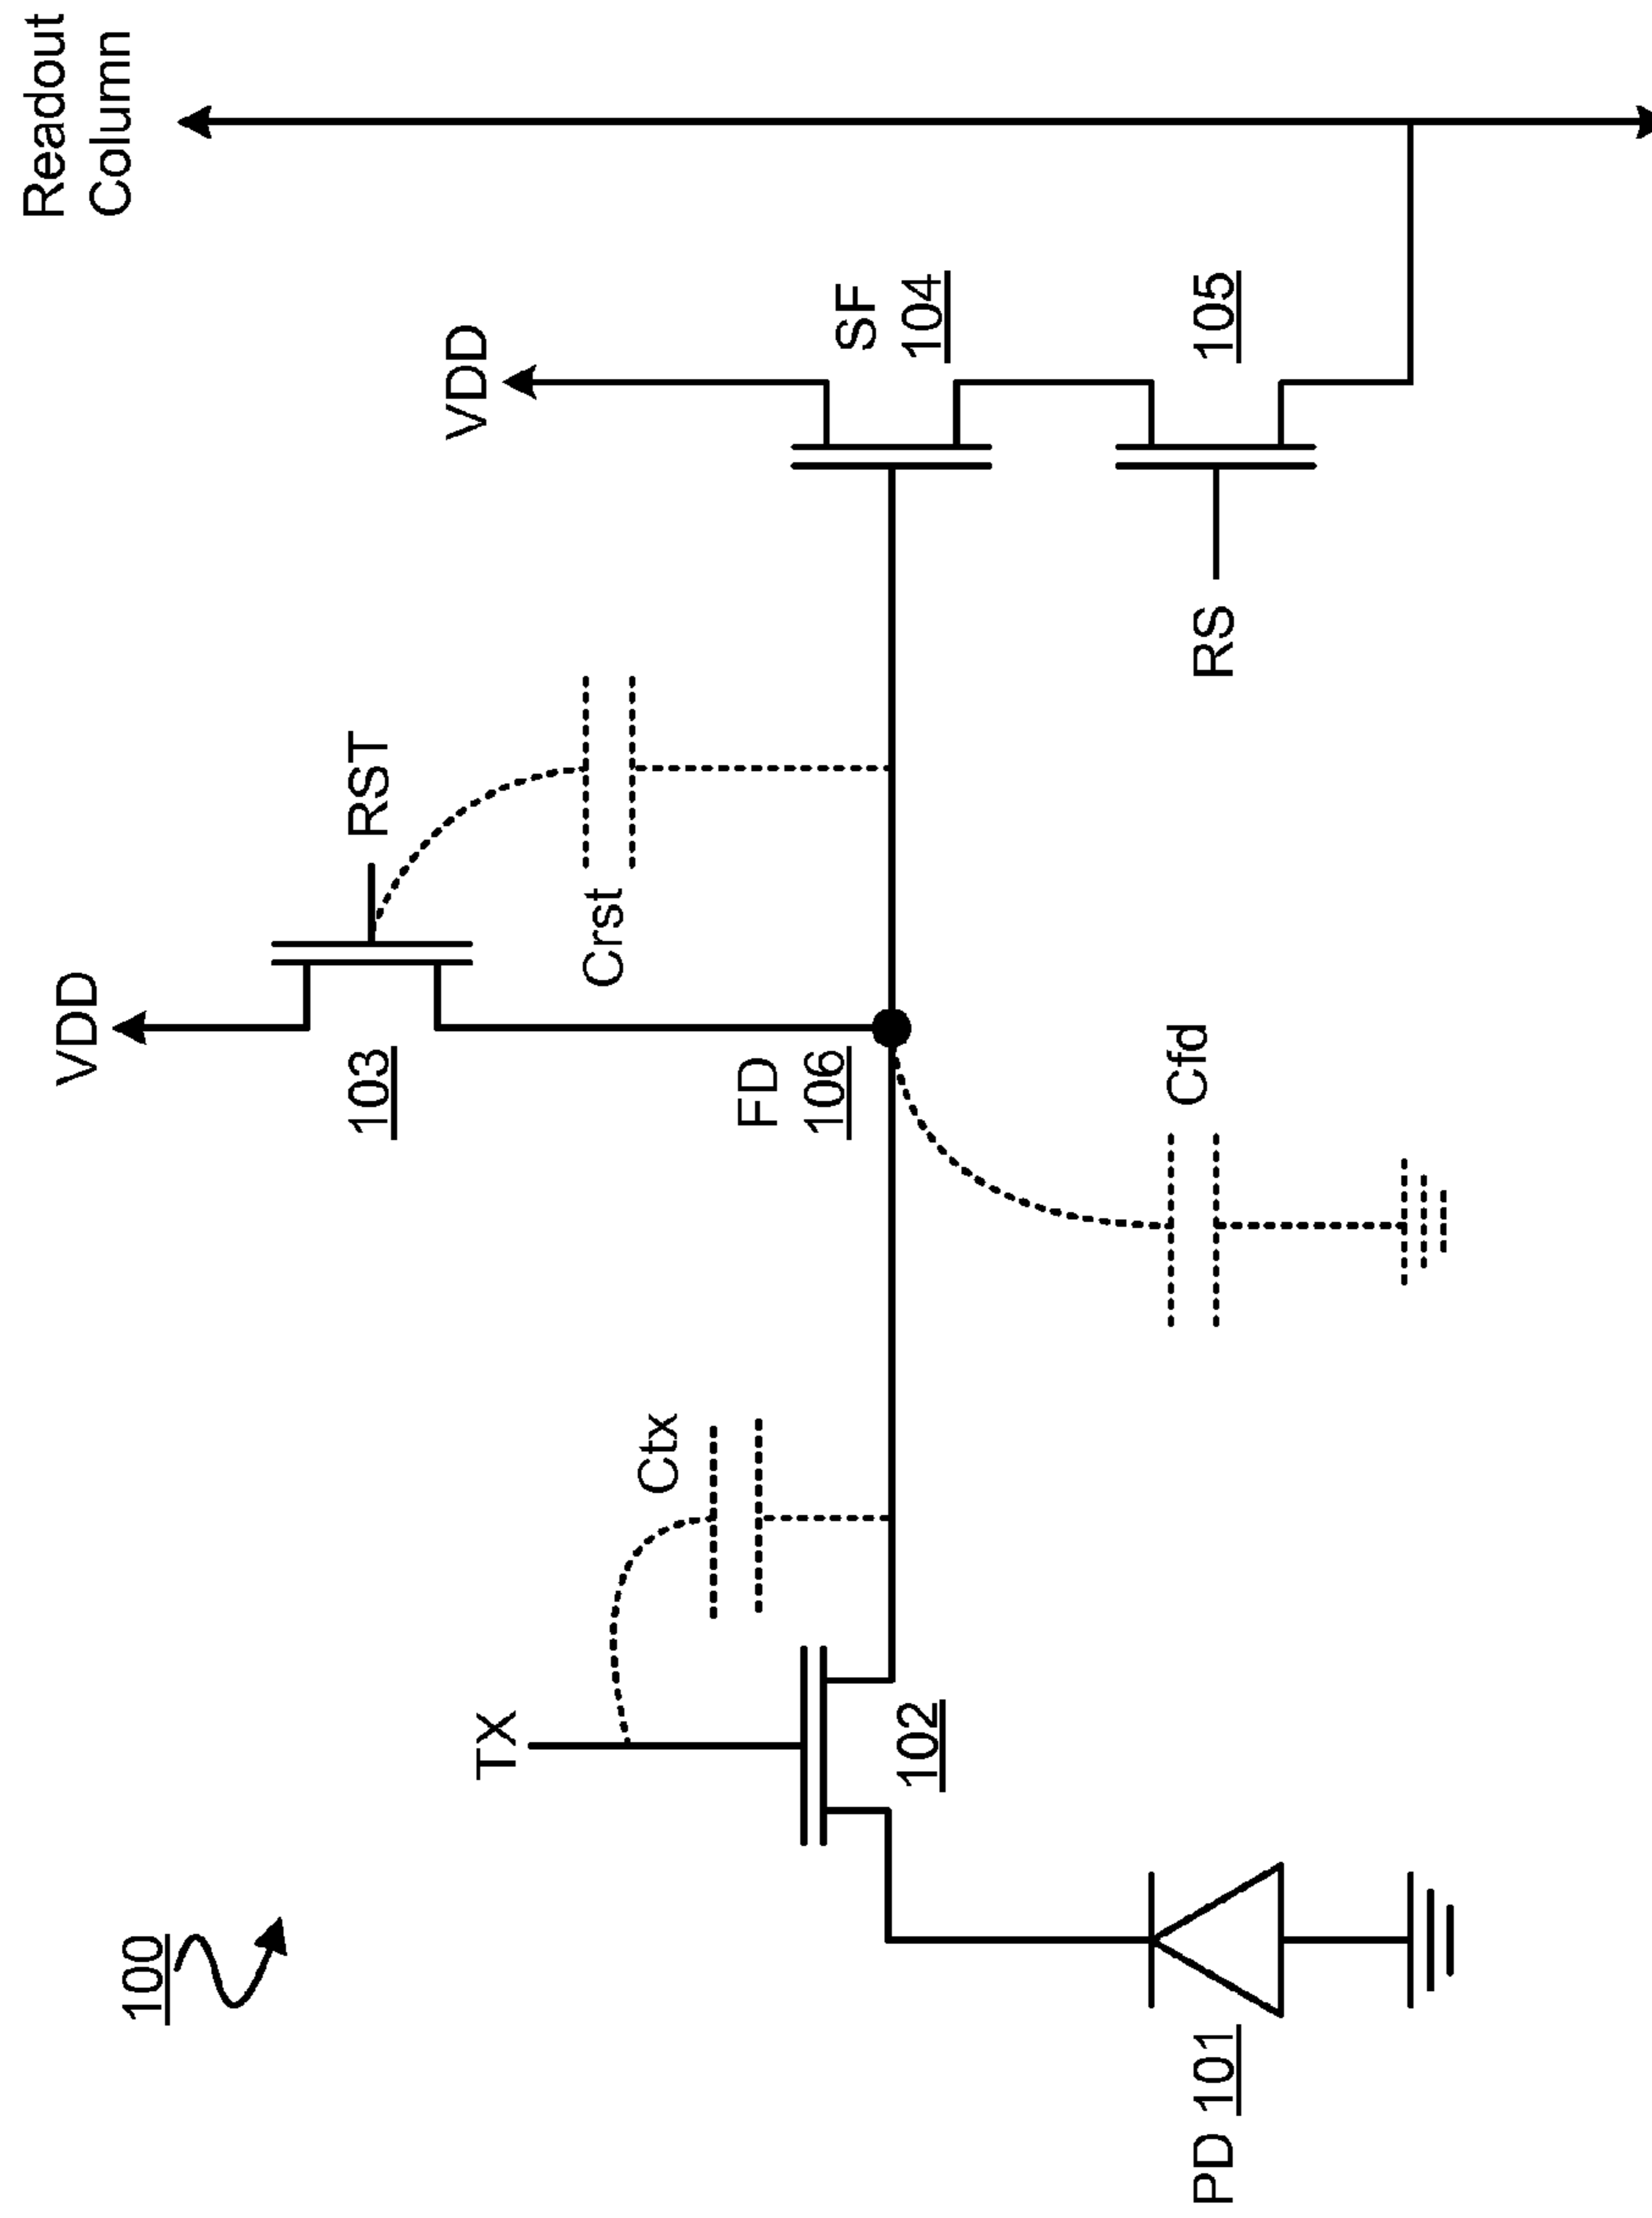 Readout
Column
VDD
RST
103
VDD
SF
104
Crst
TX
Ctx
FD
106
RS
105
102
Cfd
PD 101
100